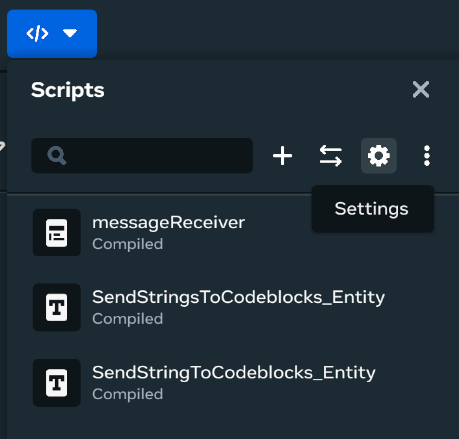 Scripts
Settings
messageReceiver
Compiled
SendStringsToCodeblocks_Entity
Compiled
SendStringToCodeblocks_Entity
Compiled